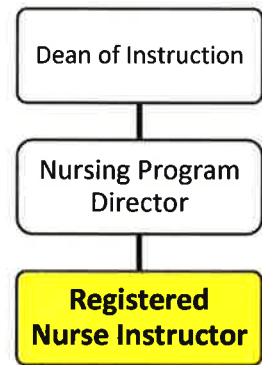 Dean of Instruction
Nursing Program
Director
Registered
Nurse Instructor